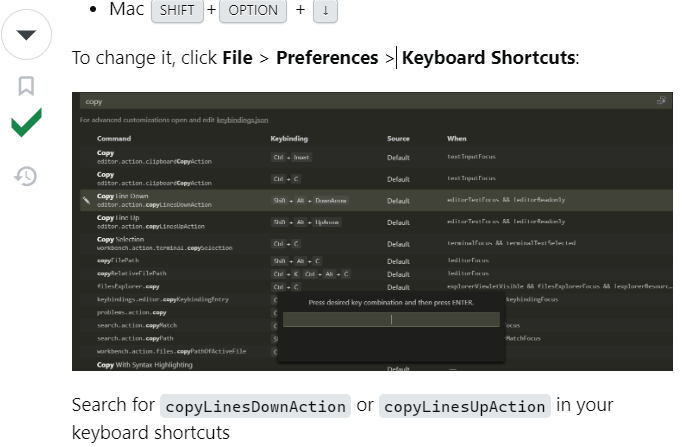 • Mac SHIFT + OPTION + ↓
To change it, click File > Preferences > Keyboard Shortcuts:
copy
For advanced customizations open and edit keybindings.json
Command Keybinding Source When
Copy
editor.action.clipboardCopyAction Ctrl + Insert Default textInputFocus
Copy
editor.action.clipboardCopyAction Ctrl + C Default textInputFocus
Copy Line Down
editor.action.copyLinesDownAction Shift + Alt + DownArrow Default editorTextFocus && !editorReadonly
Copy Line Up
editor.action.copyLinesUpAction Shift + Alt + UpArrow Default editorTextFocus && !editorReadonly
Copy Selection
workbench.action.terminal.copySelection Ctrl + C Default terminalFocus && terminalTextSelected
copyFilePath Shift + Alt + C Default !editorFocus
copyRelativeFilePath Ctrl + K Ctrl + Alt + C Default !editorFocus
filesExplorer.copy Ctrl + C Default explorerViewletVisible && filesExplorerFocus && !explorerResourc...
keybindings.editor.copyKeybindingEntry C keybindingFocus
Press desired key combination and then press ENTER.
problems.action.copy C
search.action.copyMatch C ocus
search.action.copyPath MatchFocus
workbench.action.files.copyPathOfActiveFile C
Copy With Syntax Highlighting Default —
Search for copyLinesDownAction or copyLinesUpAction in your
keyboard shortcuts